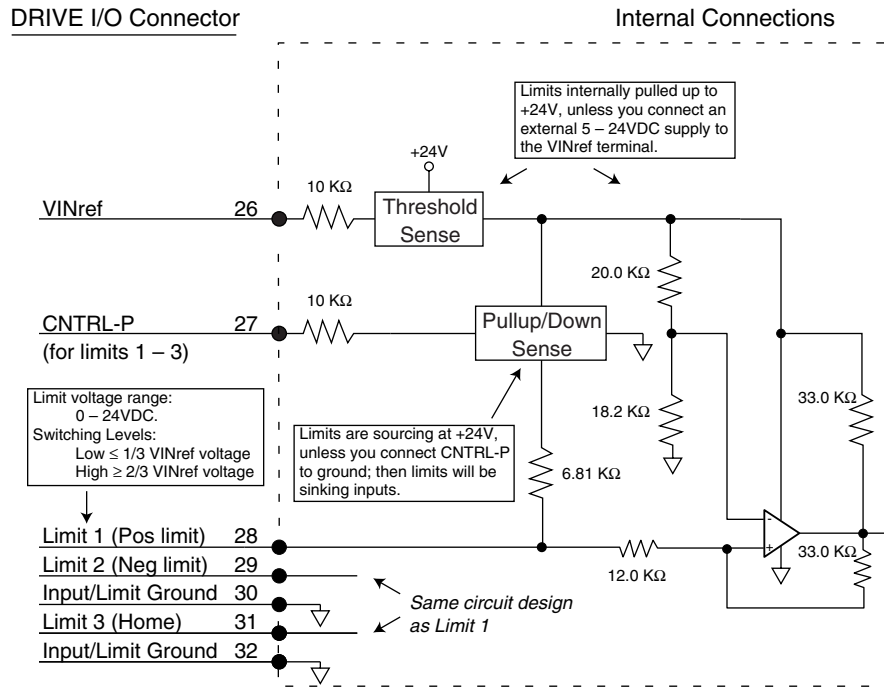 DRIVE I/O Connector
Internal Connections
Limits internally pulled up to
+24V, unless you connect an
external 5 – 24VDC supply to
the VINref terminal.
+24V
10 KΩ
VINref 26
Threshold
Sense
20.0 KΩ
10 KΩ
CNTRL-P 27
(for limits 1 – 3)
Pullup/Down
Sense
Limit voltage range:
0 – 24VDC.
Switching Levels:
Low ≤ 1/3 VINref voltage
High ≥ 2/3 VINref voltage
18.2 KΩ
33.0 KΩ
Limits are sourcing at +24V,
unless you connect CNTRL-P
to ground; then limits will be
sinking inputs.
6.81 KΩ
-
+
Limit 1 (Pos limit) 28
33.0 KΩ
12.0 KΩ
Limit 2 (Neg limit) 29
Input/Limit Ground 30
Same circuit design
as Limit 1
Limit 3 (Home) 31
Input/Limit Ground 32